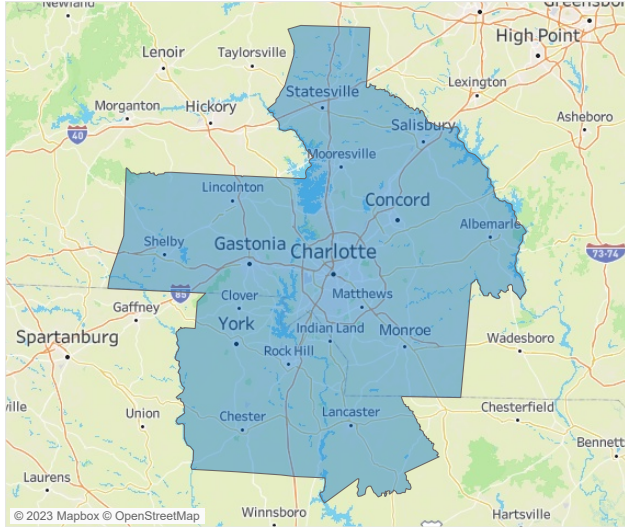 Newland
Greensboro
High Point
Lenoir
Taylorsville
Lexington
Statesville
Morganton
Hickory
Asheboro
Salisbury
40
Mooresville
Lincolnton
Concord
Albemarle
Shelby
Gastonia
Charlotte
73-74
85
Clover
Matthews
Gaffney
York
Indian Land
Monroe
Spartanburg
Wadesboro
Rock Hill
ville
Union
Chester
Lancaster
Chesterfield
Bennett
Laurens
Winnsboro
Hartsville
© 2023 Mapbox © OpenStreetMap